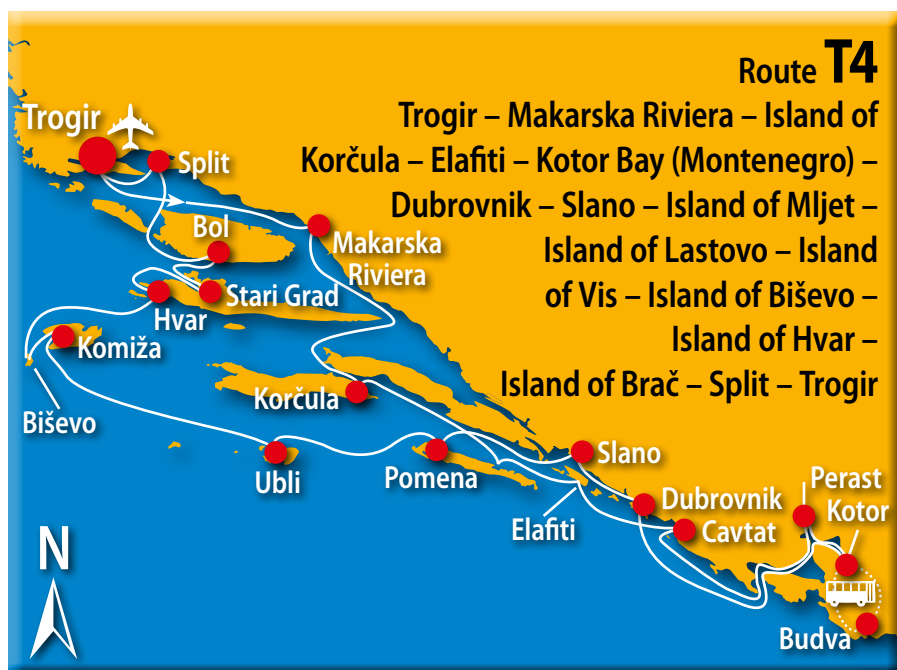 Route T4
Trogir – Makarska Riviera – Island of
Korčula – Elafiti – Kotor Bay (Montenegro) –
Dubrovnik – Slano – Island of Mljet –
Island of Lastovo – Island
of Vis – Island of Biševo –
Island of Hvar –
Island of Brač – Split – Trogir
Trogir
Split
Bol
Makarska
Riviera
Stari Grad
Hvar
Komiža
Biševo
Korčula
Ubli
Pomena
Slano
Elafiti
Dubrovnik
Cavtat
Perast
Kotor
Budva
N